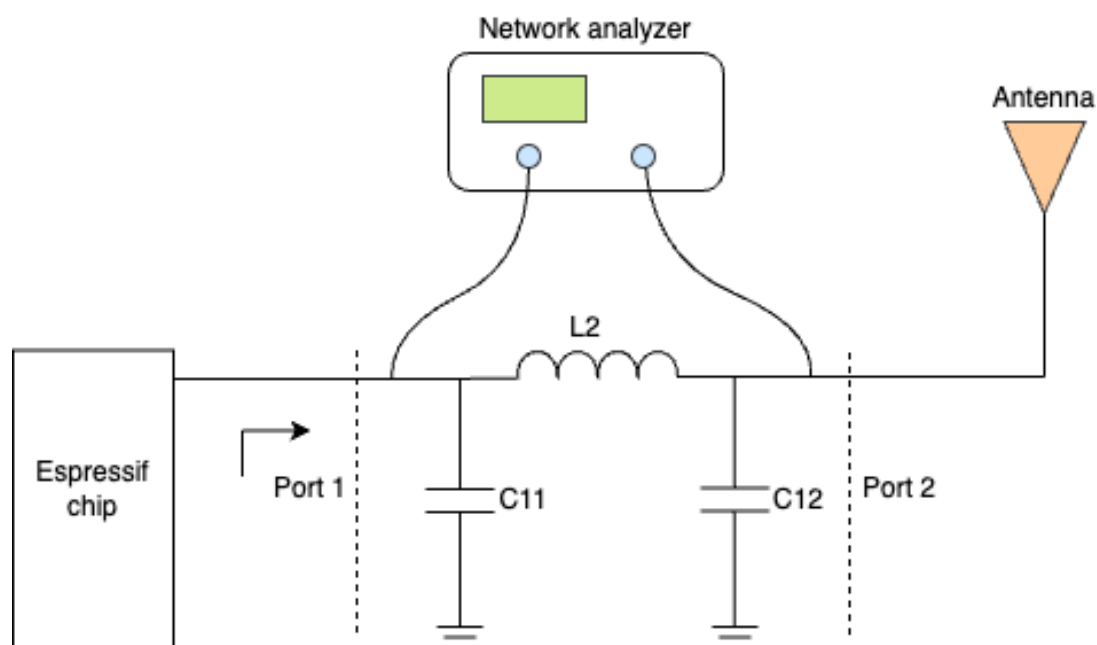 Network analyzer
Antenna
L2
Espressif
chip
Port 1
C11
C12
Port 2